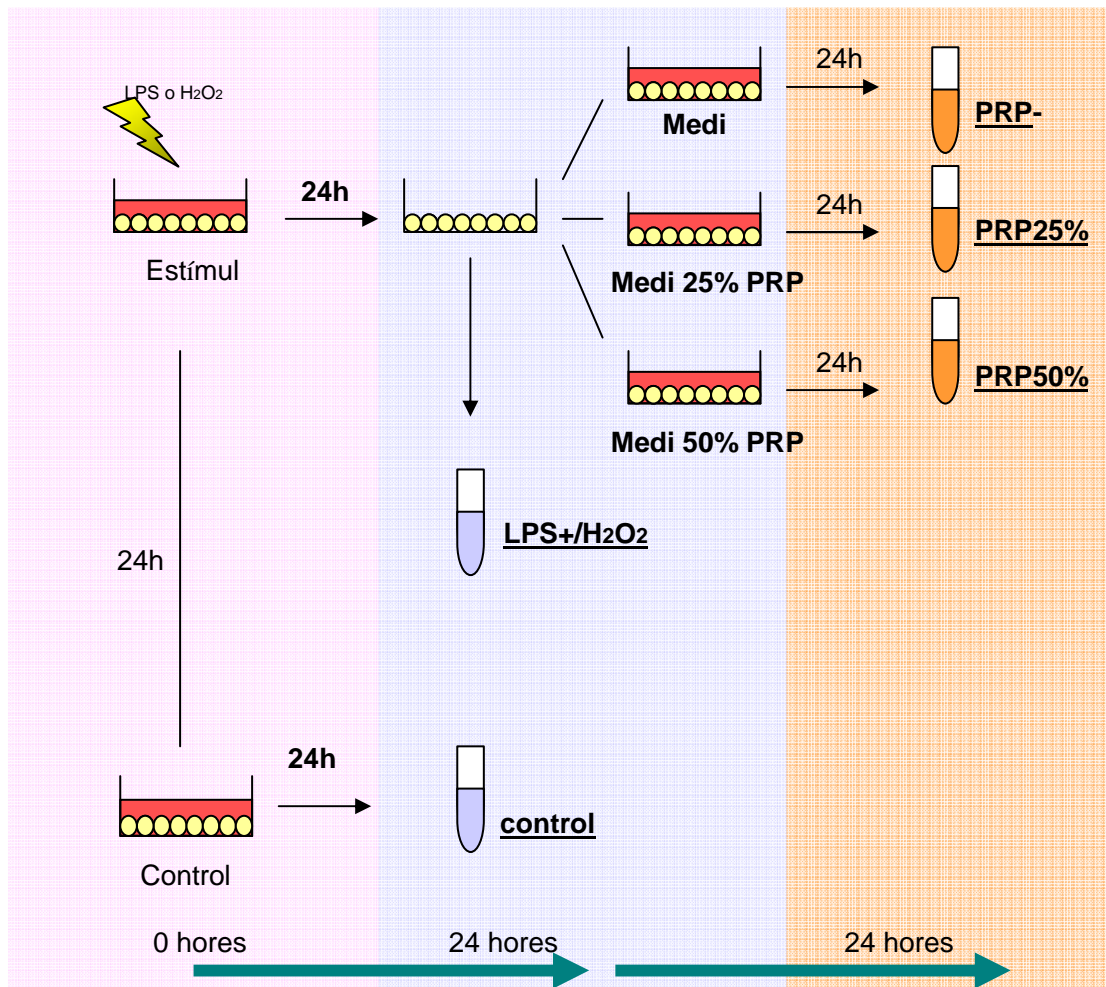 LPS o H2O2
Estímul
24h
Medi
24h
PRP-
Medi 25% PRP
24h
PRP25%
Medi 50% PRP
24h
PRP50%
LPS+/H2O2
24h
Control
24h
control
0 hores
24 hores
24 hores